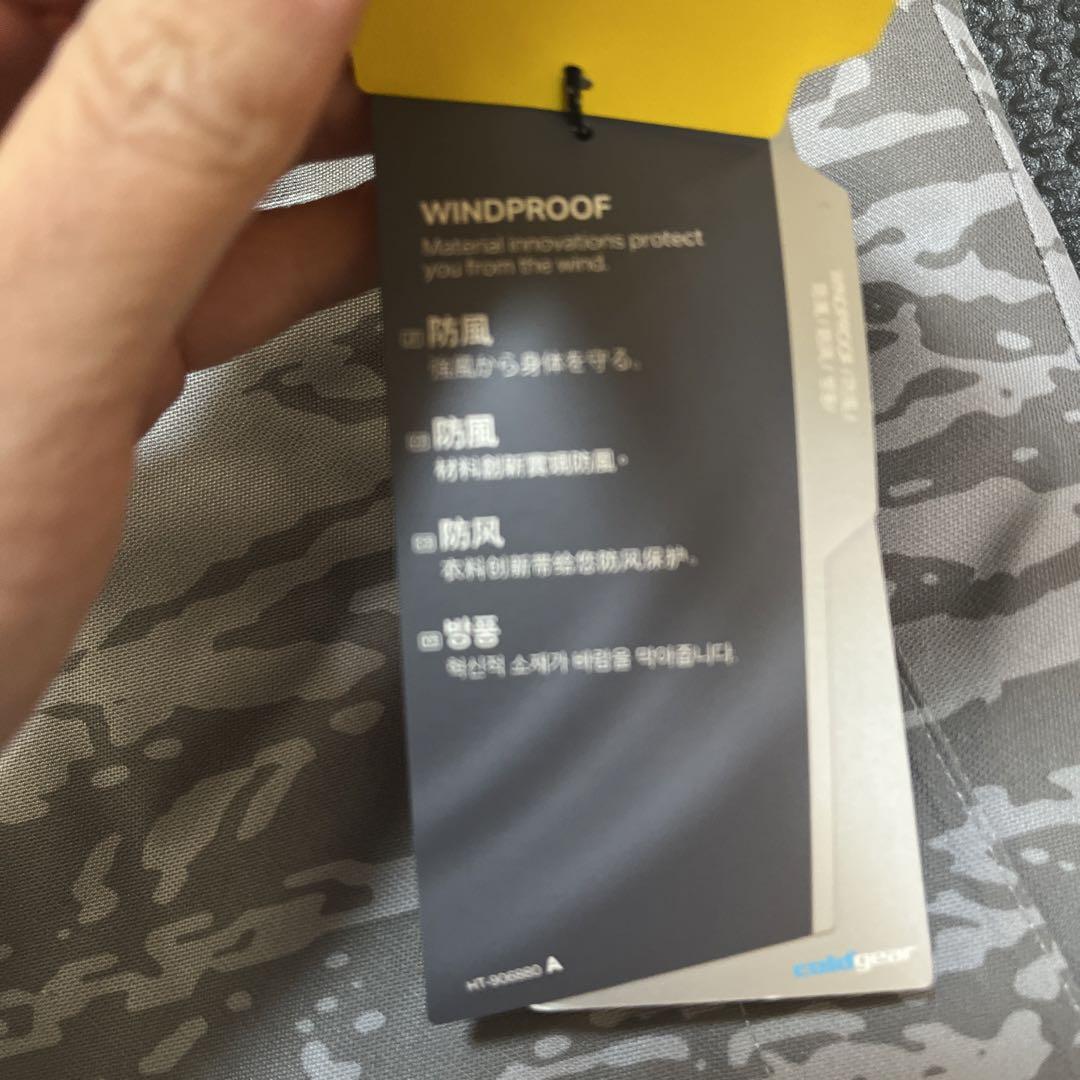 WINDPROOF
Material innovations protect
you from the wind.
防風
強風から身体を守る。
防風
材料創新實現防風。
防风
衣料创新带给您防风保护。
방풍
혁신적 소재가 바람을 막아줍니다.
HT-906880 A
coldgear